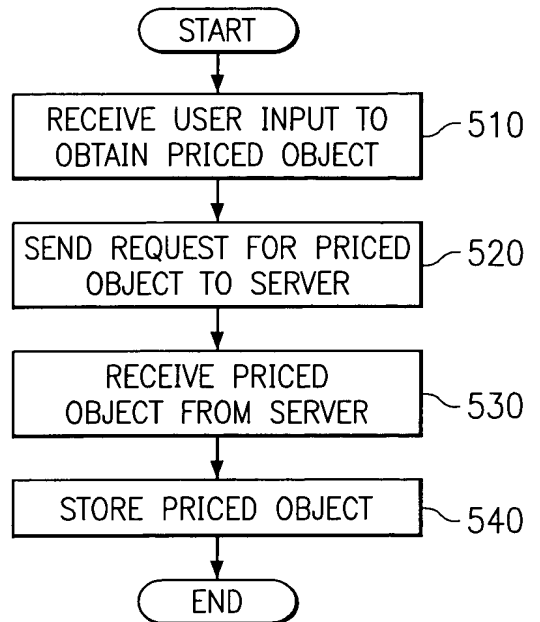 START
RECEIVE USER INPUT TO
OBTAIN PRICED OBJECT
510
SEND REQUEST FOR PRICED
OBJECT TO SERVER
520
RECEIVE PRICED
OBJECT FROM SERVER
530
STORE PRICED OBJECT
540
END